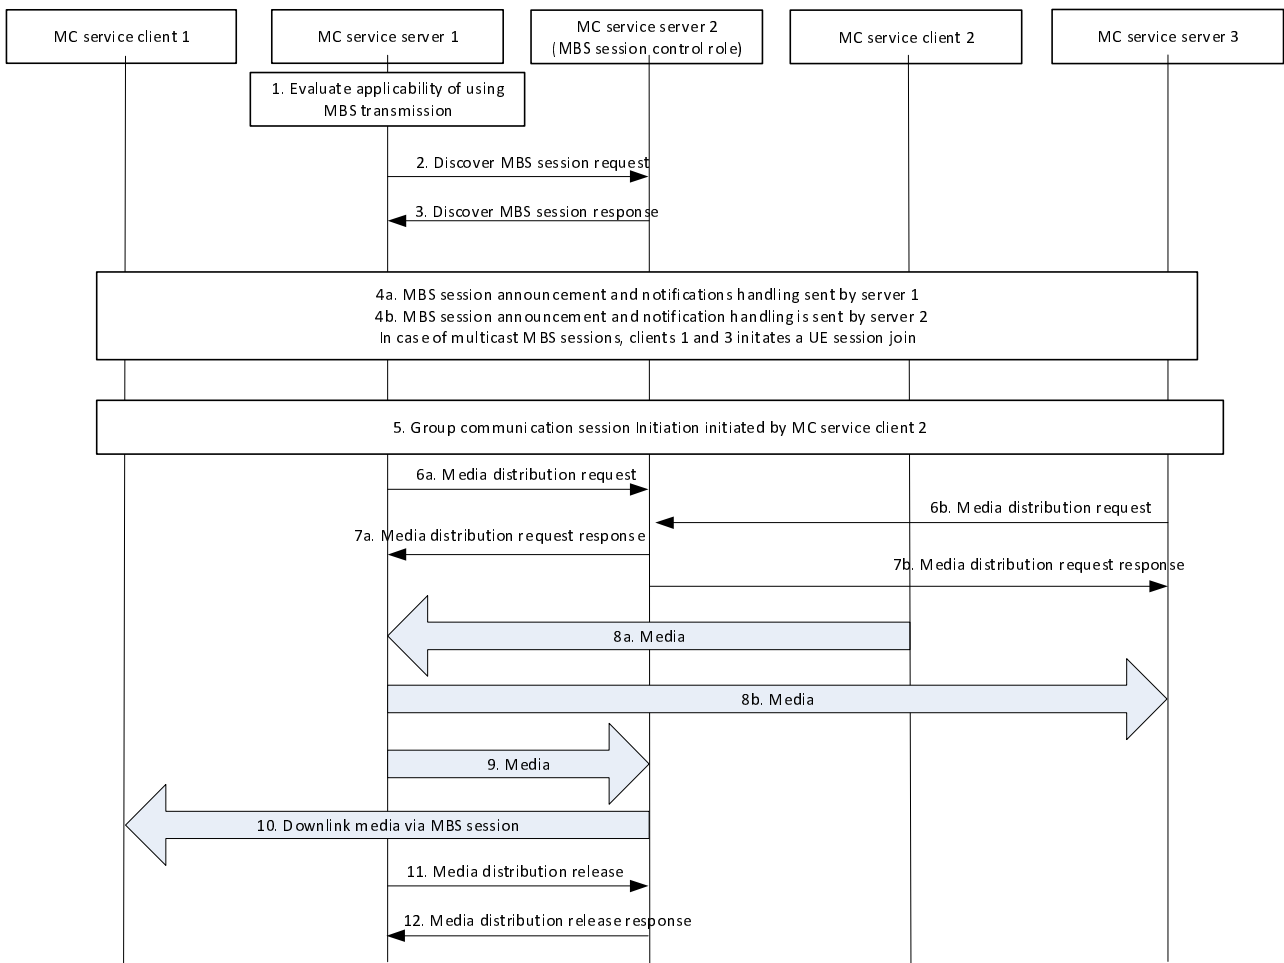 MC service client 1
MC service server 1
MC service server 2
(MBS session control role)
MC service client 2
MC service server 3
1. Evaluate applicability of using
MBS transmission
2. Discover MBS session request
3. Discover MBS session response
4a. MBS session announcement and notifications handling sent by server 1
4b. MBS session announcement and notification handling is sent by server 2
In case of multicast MBS sessions, clients 1 and 3 initates a UE session join
5. Group communication session Initiation initiated by MC service client 2
6a. Media distribution request
6b. Media distribution request
7a. Media distribution request response
7b. Media distribution request response
8a. Media
8b. Media
9. Media
10. Downlink media via MBS session
11. Media distribution release
12. Media distribution release response